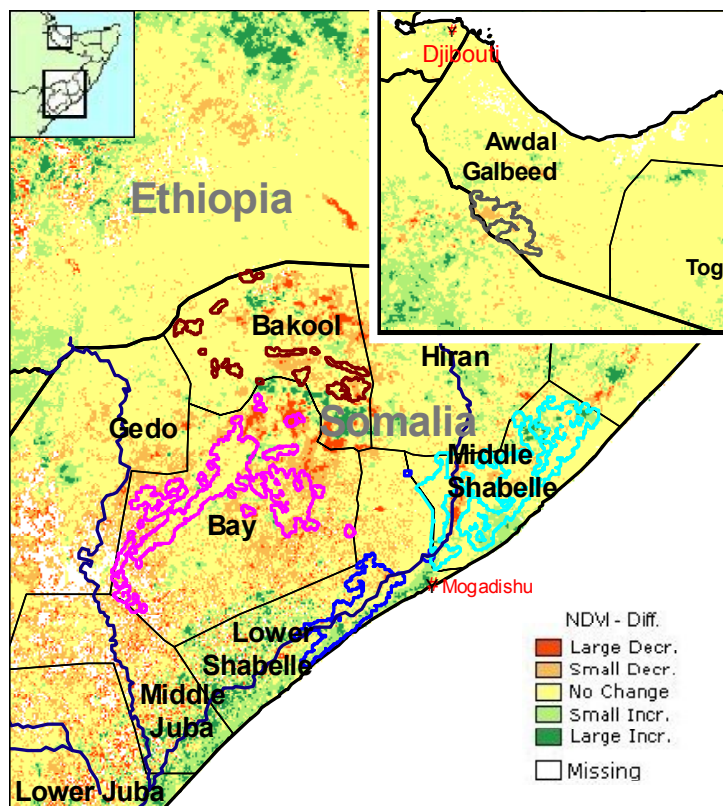 Djibouti
Awdal
Galbeed
Tog
Ethiopia
Bakool
Hiran
Gedo
Somalia
Middle
Shabelle
Bay
Mogadishu
Lower
Shabelle
Middle
Juba
Lower Juba
NDVI - Diff.
Large Decr.
Small Decr.
No Change
Small Incr.
Large Incr.
Missing